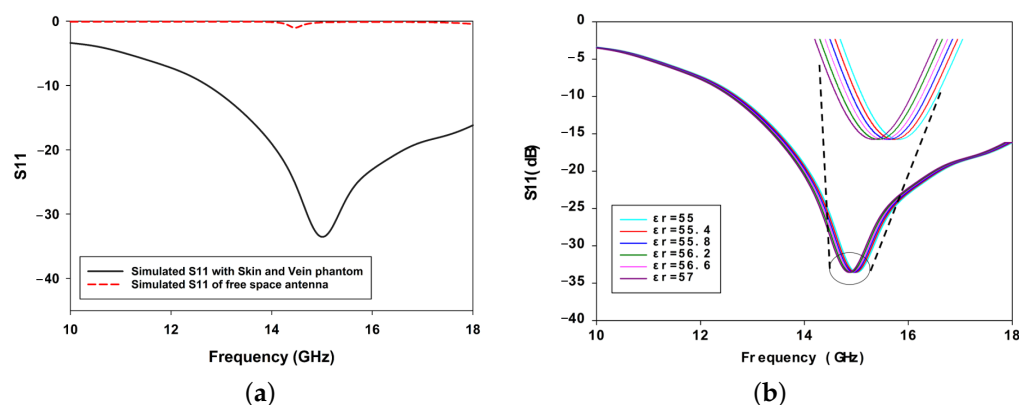 0
-10
-20
-30
-40
S11
Simulated S11 with Skin and Vein phantom
Simulated S11 of free space antenna
10 12 14 16 18
Frequency (GHz)
(a)
5
0
-5
-10
-15
-20
-25
-30
-35
-40
S11(dB)
εr=55
εr=55.4
εr=55.8
εr=56.2
εr=56.6
εr=57
10 12 14 16 18
Frequency (GHz)
(b)